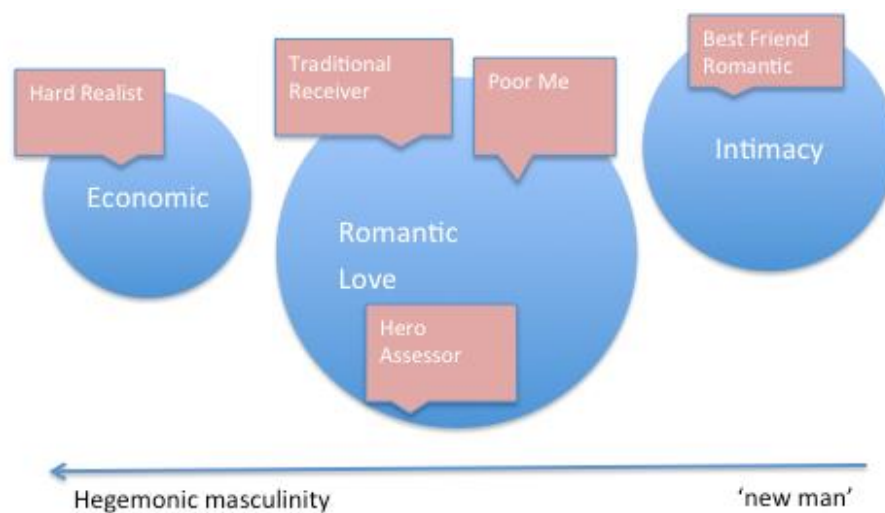 Hard Realist
Economic
Traditional
Receiver
Poor Me
Romantic
Love
Hero
Assessor
Best Friend
Romantic
Intimacy
Hegemonic masculinity
‘new man’